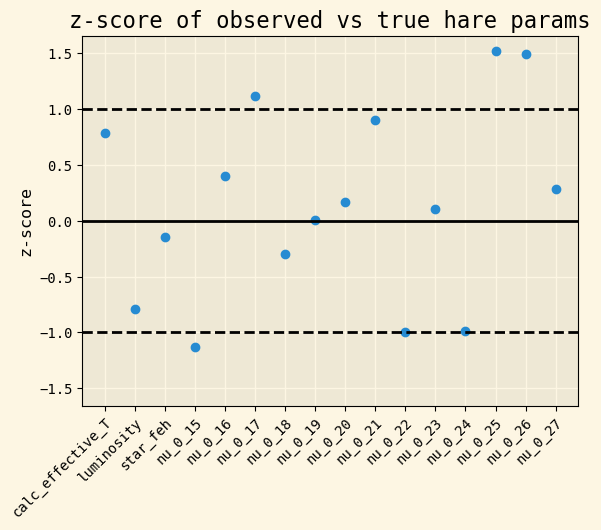 z-score of observed vs true hare params
z-score
1.5
1.0
0.5
0.0
−0.5
−1.0
−1.5
calc_effective_T
luminosity
star_feh
nu_0_15
nu_0_16
nu_0_17
nu_0_18
nu_0_19
nu_0_20
nu_0_21
nu_0_22
nu_0_23
nu_0_24
nu_0_25
nu_0_26
nu_0_27